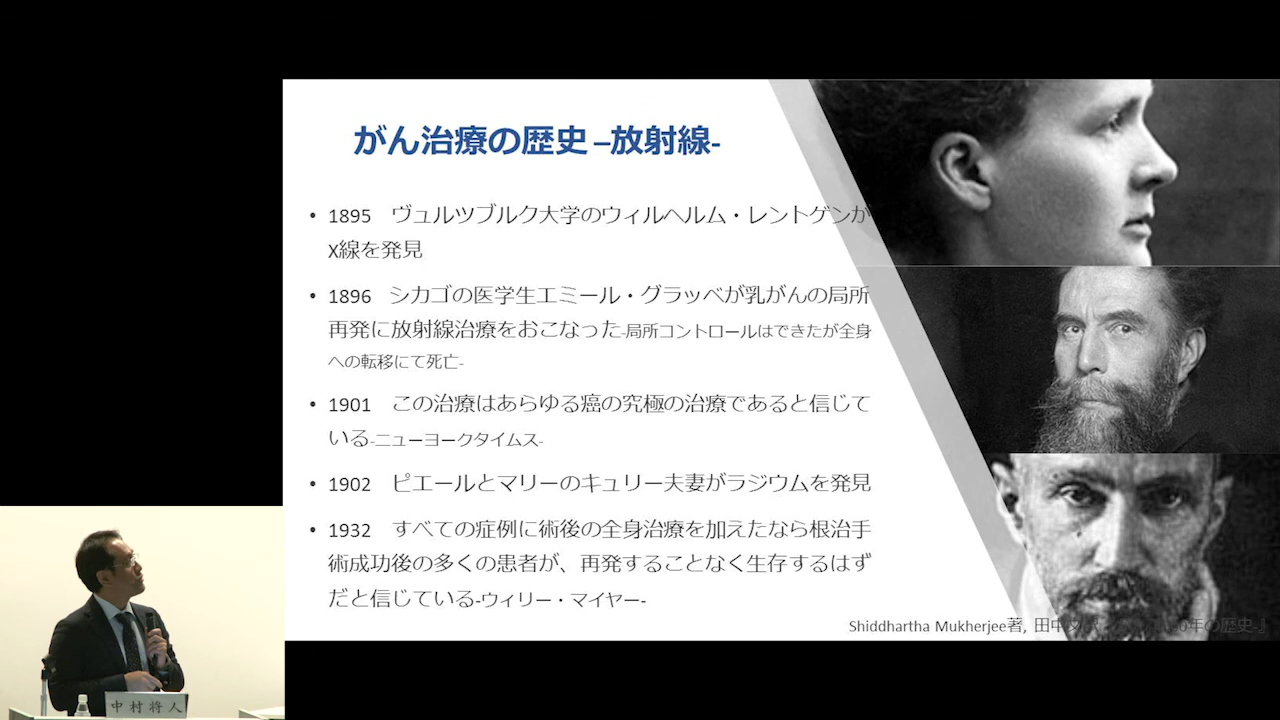 がん治療の歴史 –放射線-
• 1895 ヴュルツブルク大学のウィルヘルム・レントゲンが
X線を発見
• 1896 シカゴの医学生エミール・グラッベが乳がんの局所
再発に放射線治療をおこなった-局所コントロールはできたが全身
への転移にて死亡-
• 1901 この治療はあらゆる癌の究極の治療であると信じて
いる-ニューヨークタイムス-
• 1902 ピエールとマリーのキュリー夫妻がラジウムを発見
• 1932 すべての症例に術後の全身治療を加えたなら根治手
術成功後の多くの患者が、再発することなく生存するはず
だと信じている-ウィリー・マイヤー-
Shiddhartha Mukherjee著, 田中 年の歴史-』
中村将人